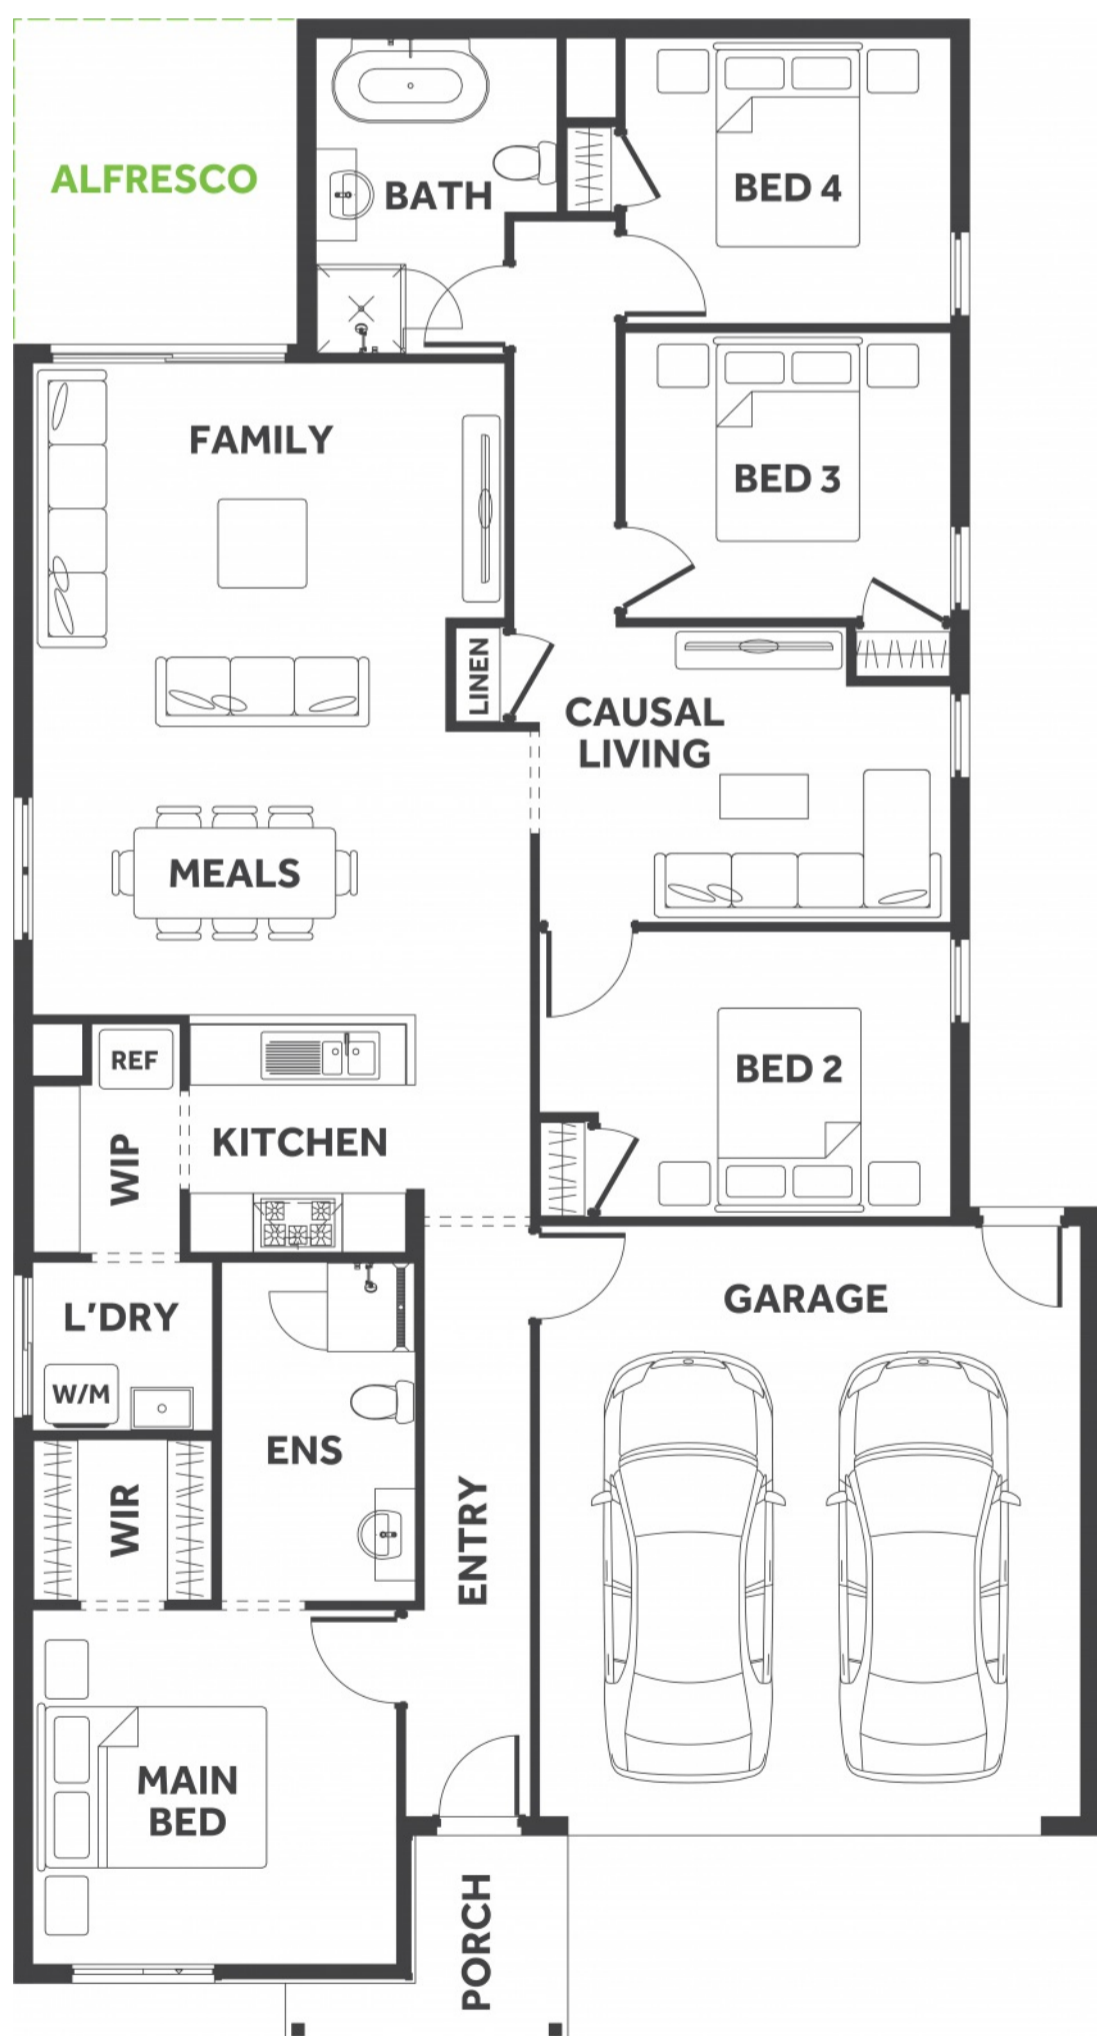 ALFRESCO
BATH
BED 4
FAMILY
BED 3
LINEN
CAUSAL
LIVING
MEALS
REF
BED 2
WIP
KITCHEN
L'DRY
GARAGE
W/M
ENS
WIR
ENTRY
MAIN
BED
PORCH